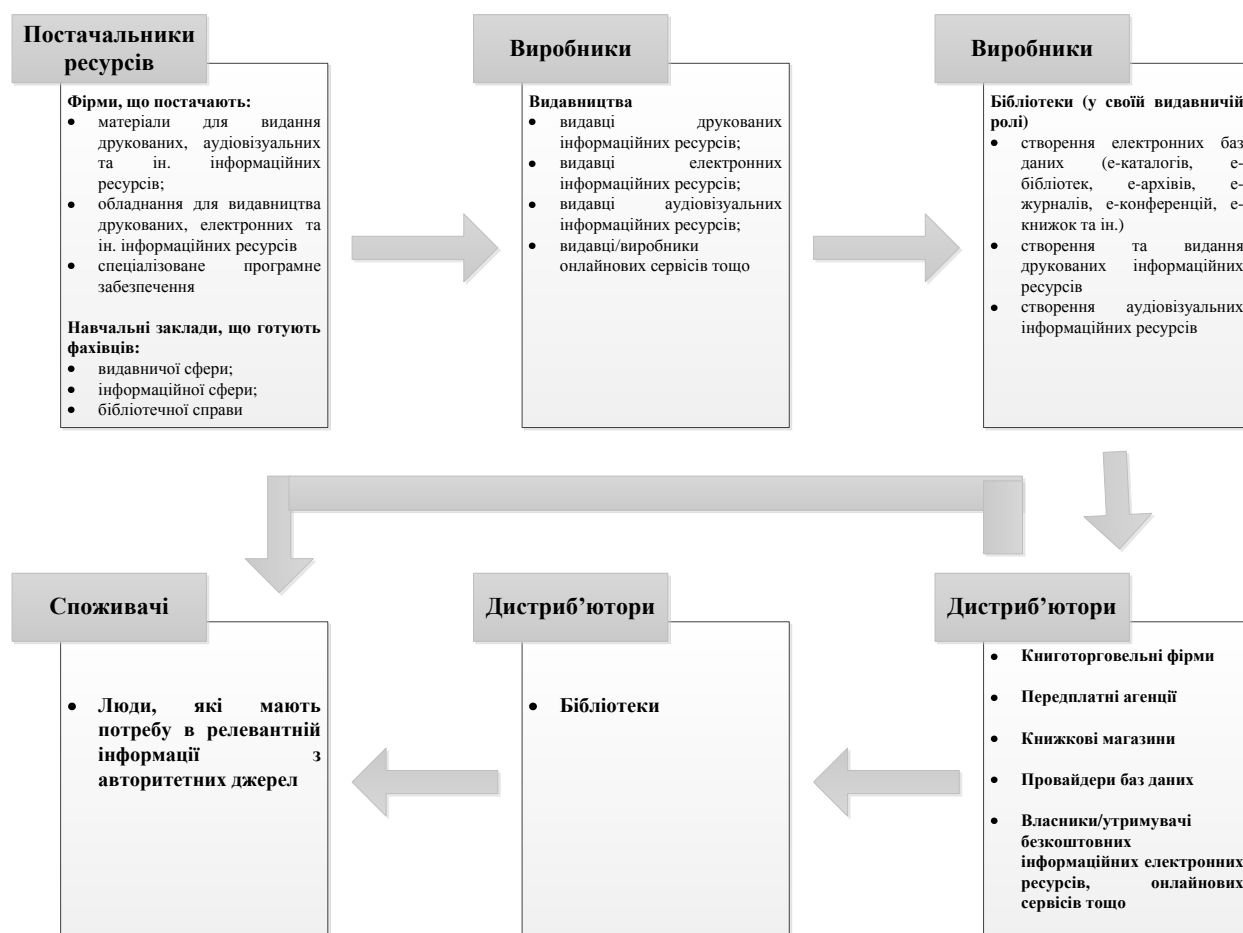 Постачальники
ресурсів
Фірми, що постачають:
• матеріали для видання
друкованих, аудіовізуальних
та ін. інформаційних
ресурсів;
• обладнання для видавництва
друкованих, електронних та
ін. інформаційних ресурсів
• спеціалізоване програмне
забезпечення
Навчальні заклади, що готують
фахівців:
• видавничої сфери;
• інформаційної сфери;
• бібліотечної справи
Виробники
Видавництва
• видавці друкованих
інформаційних ресурсів;
• видавці електронних
інформаційних ресурсів;
• видавці аудіовізуальних
інформаційних ресурсів;
• видавці/виробники
онлайнових сервісів тощо
Виробники
Бібліотеки (у своїй видавничій
ролі)
• створення електронних баз
даних (е-каталогів, е-
бібліотек, е-архівів, е-
журналів, е-конференцій, е-
книжок та ін.)
• створення та видання
друкованих інформаційних
ресурсів
• створення аудіовізуальних
інформаційних ресурсів
Споживачі
• Люди, які мають
потребу в релевантній
інформації з
авторитетних джерел
Дистриб’ютори
• Бібліотеки
Дистриб’ютори
• Книготорговельні фірми
• Передплатні агенції
• Книжкові магазини
• Провайдери баз даних
• Власники/утримувачі
безкоштовних
інформаційних електронних
ресурсів, онлайнових
сервісів тощо